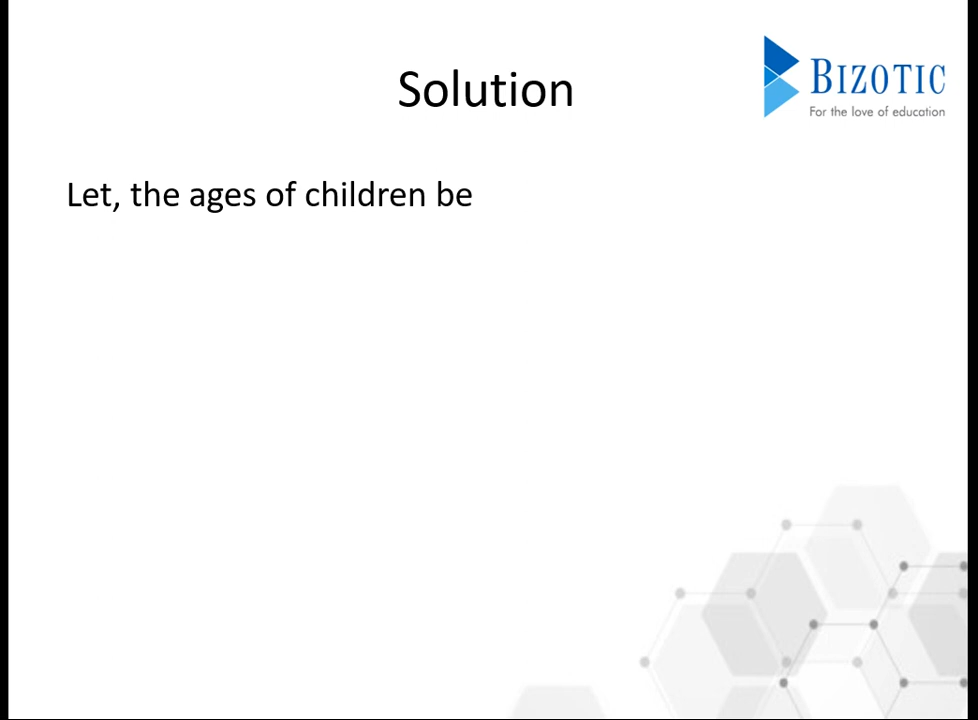 Solution
BIZOTIC
For the love of education
Let, the ages of children be